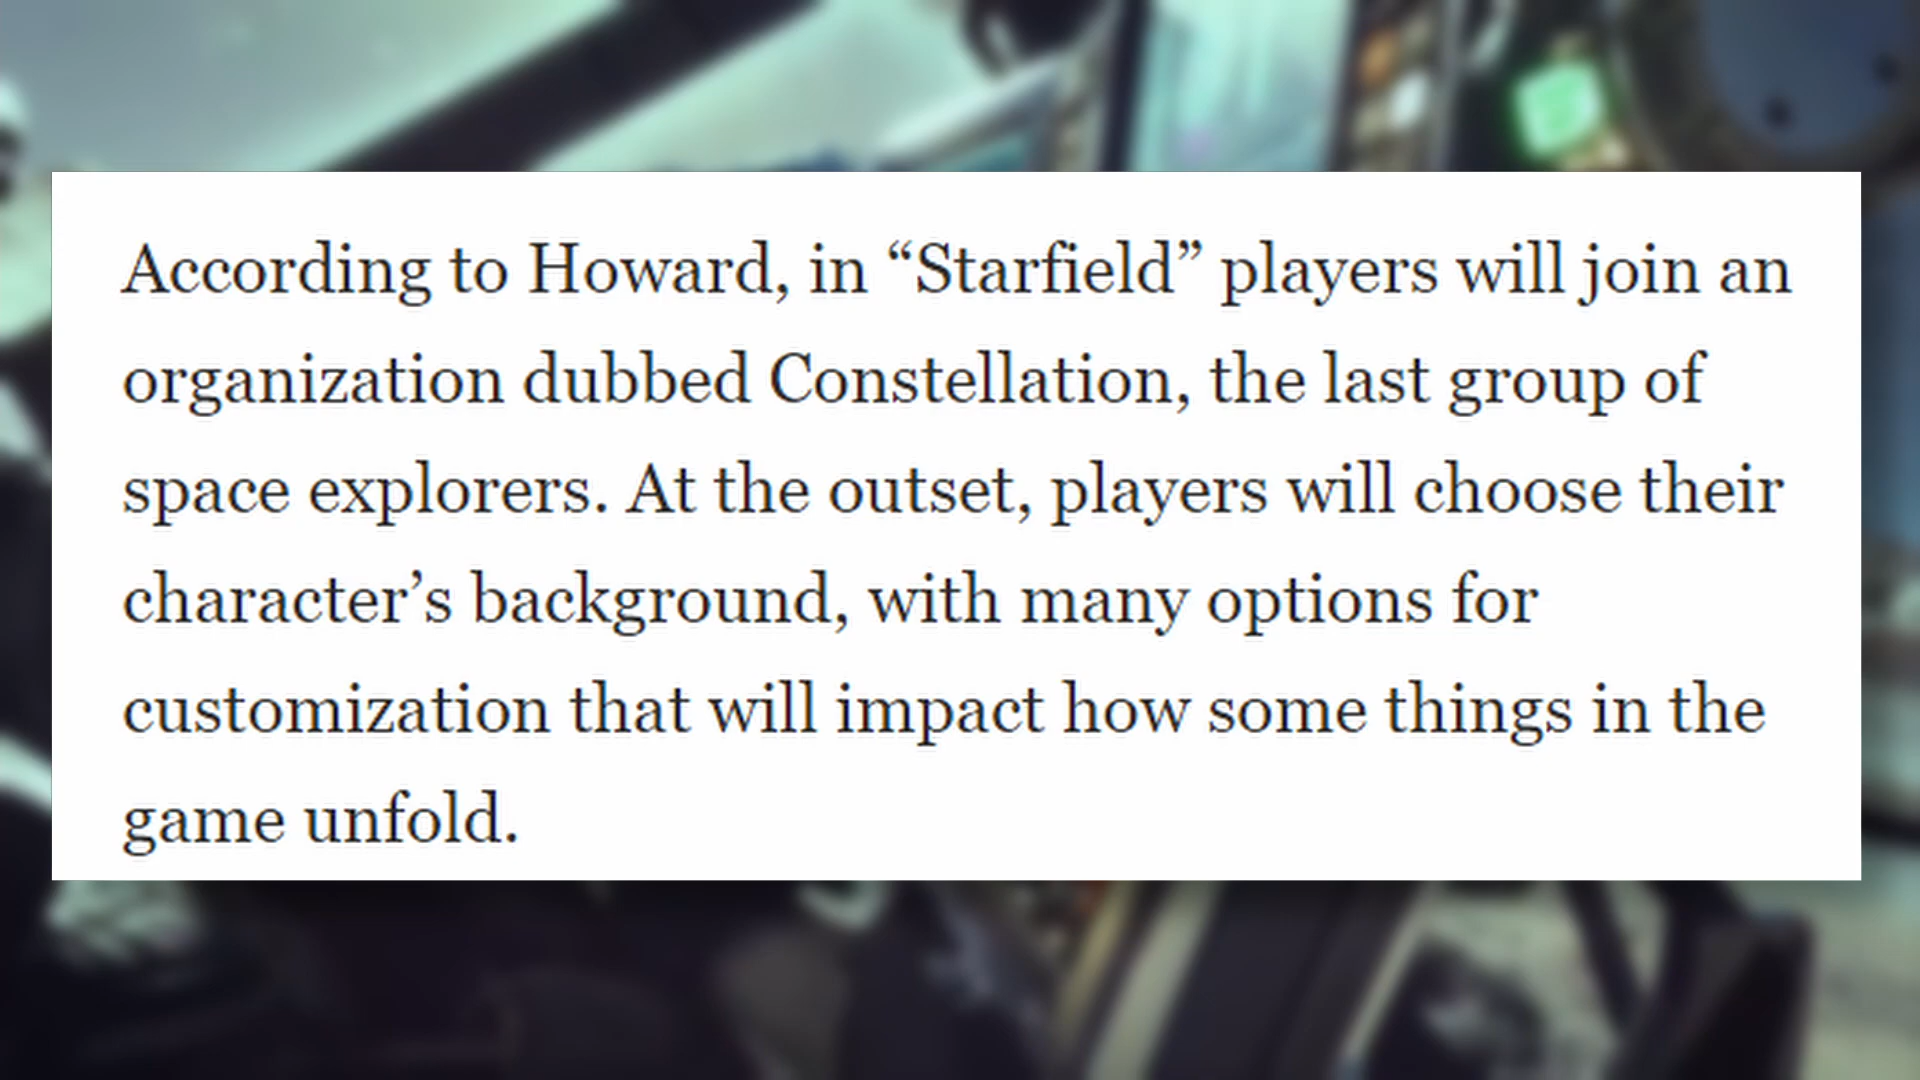 According to Howard, in “Starfield” players will join an
organization dubbed Constellation, the last group of
space explorers. At the outset, players will choose their
character’s background, with many options for
customization that will impact how some things in the
game unfold.